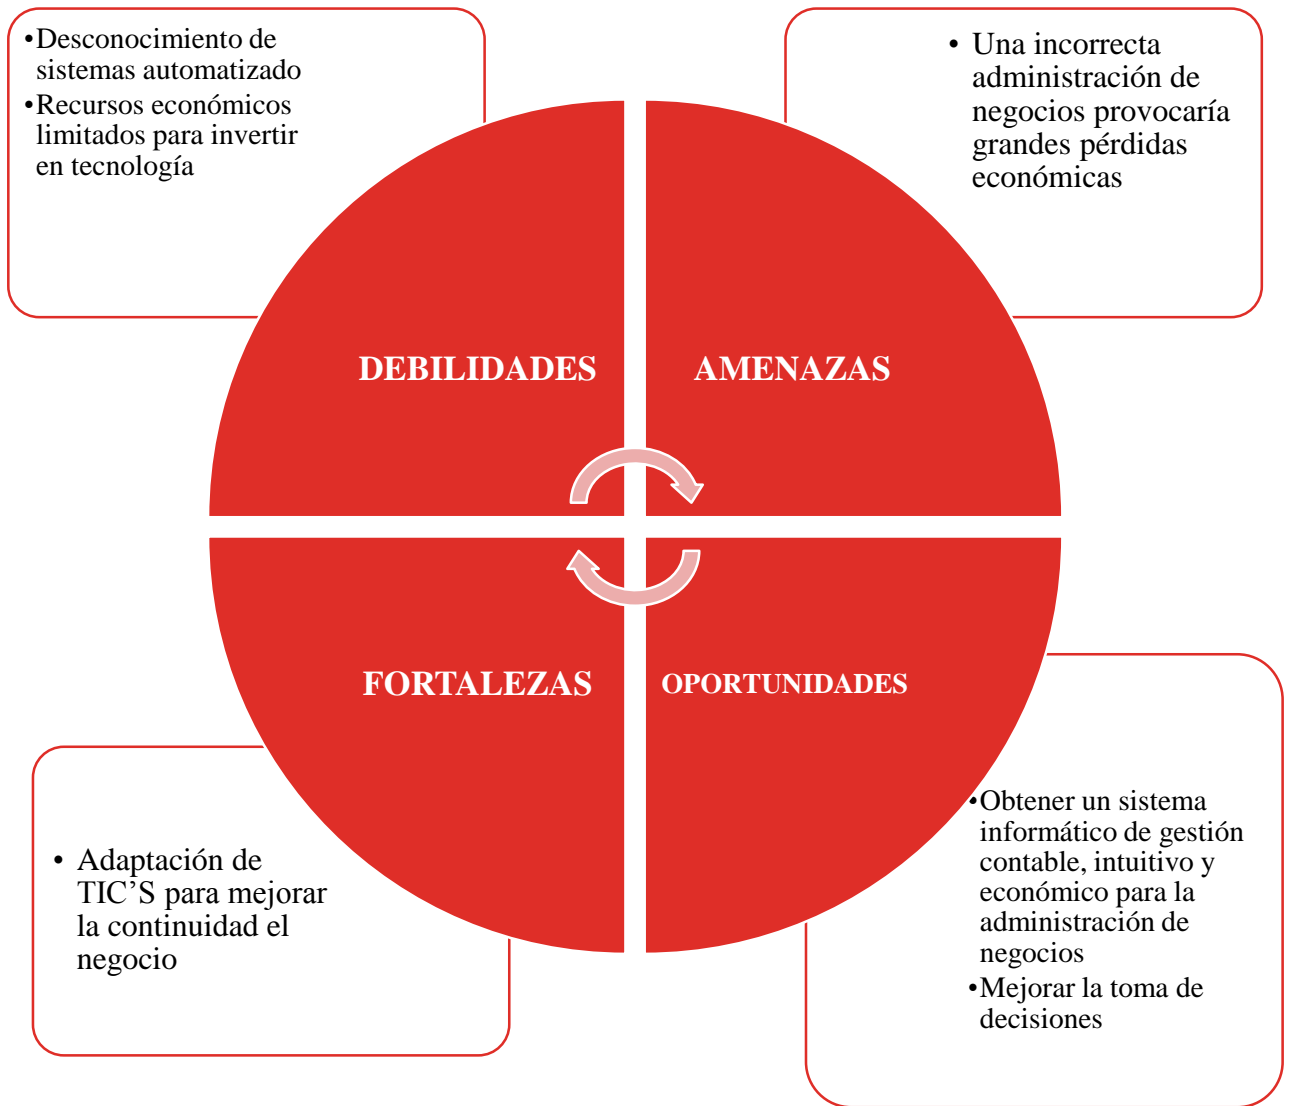 •Desconocimiento de
sistemas automatizado
•Recursos económicos
limitados para invertir
en tecnología
• Una incorrecta
administración de
negocios provocaría
grandes pérdidas
económicas
DEBILIDADES
AMENAZAS
FORTALEZAS
OPORTUNIDADES
• Adaptación de
TIC’S para mejorar
la continuidad el
negocio
•Obtener un sistema
informático de gestión
contable, intuitivo y
económico para la
administración de
negocios
•Mejorar la toma de
decisiones